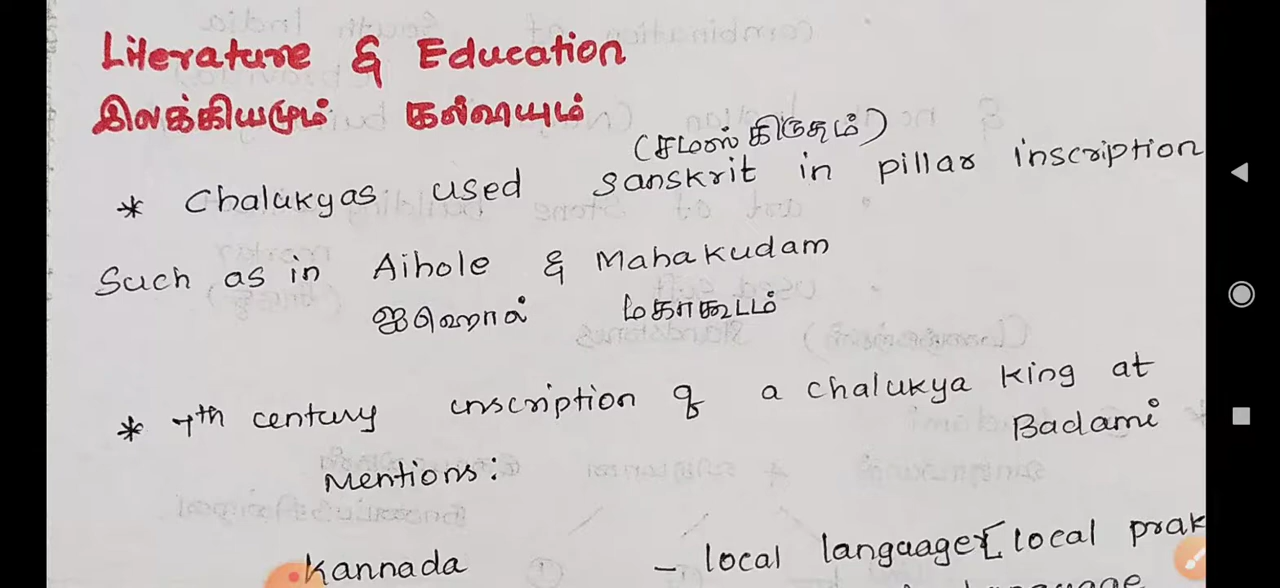 Literature & Education
இலக்கியமும் கல்வியும்
(சமஸ்கிருதம்)
* Chalukyas used Sanskrit in pillar inscription
Such as in Aihole & Mahakudam
ஐஹொல் மகாகூடம்
* 7th century inscription of a Chalukya King at
Badami
Mentions:
Kannada - local language [local prak
language